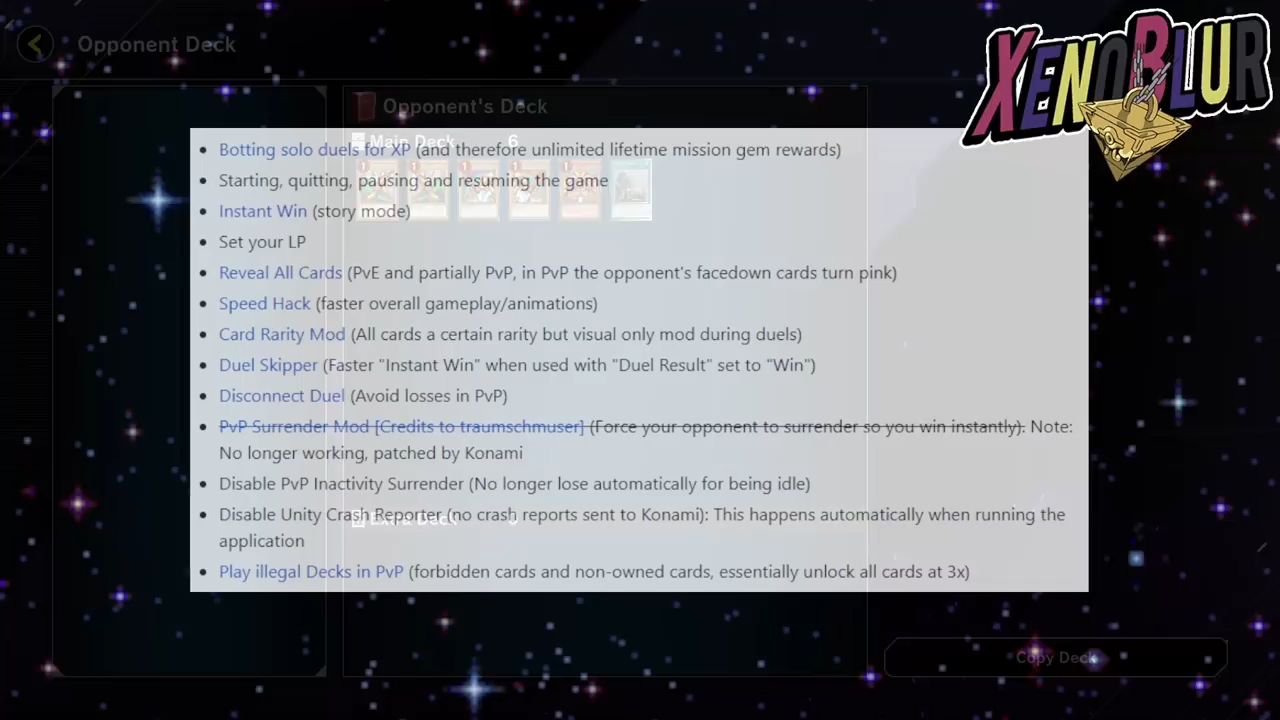 Opponent Deck
XENOBLUR
Opponent's Deck
Main Deck 6
• Botting solo duels for XP (and therefore unlimited lifetime mission gem rewards)
• Starting, quitting, pausing and resuming the game
• Instant Win (story mode)
• Set your LP
• Reveal All Cards (PvE and partially PvP, in PvP the opponent's facedown cards turn pink)
• Speed Hack (faster overall gameplay/animations)
• Card Rarity Mod (All cards a certain rarity but visual only mod during duels)
• Duel Skipper (Faster "Instant Win" when used with "Duel Result" set to "Win")
• Disconnect Duel (Avoid losses in PvP)
• PvP Surrender Mod [Credits to traumschmuser] (Force your opponent to surrender so you win instantly). Note:
No longer working, patched by Konami
• Disable PvP Inactivity Surrender (No longer lose automatically for being idle)
• Disable Unity Crash Reporter (no crash reports sent to Konami): This happens automatically when running the
application
Extra Deck 0
• Play illegal Decks in PvP (forbidden cards and non-owned cards, essentially unlock all cards at 3x)
Copy Deck